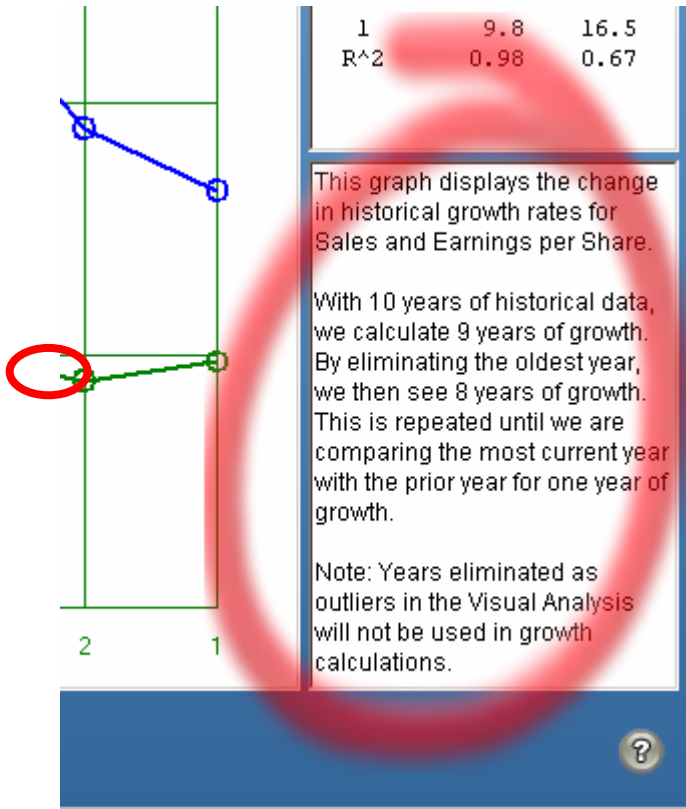 1 9.8 16.5
R^2 0.98 0.67
This graph displays the change
in historical growth rates for
Sales and Earnings per Share.
With 10 years of historical data,
we calculate 9 years of growth.
By eliminating the oldest year,
we then see 8 years of growth.
This is repeated until we are
comparing the most current year
with the prior year for one year of
growth.
Note: Years eliminated as
outliers in the Visual Analysis
will not be used in growth
calculations.
2 1
?